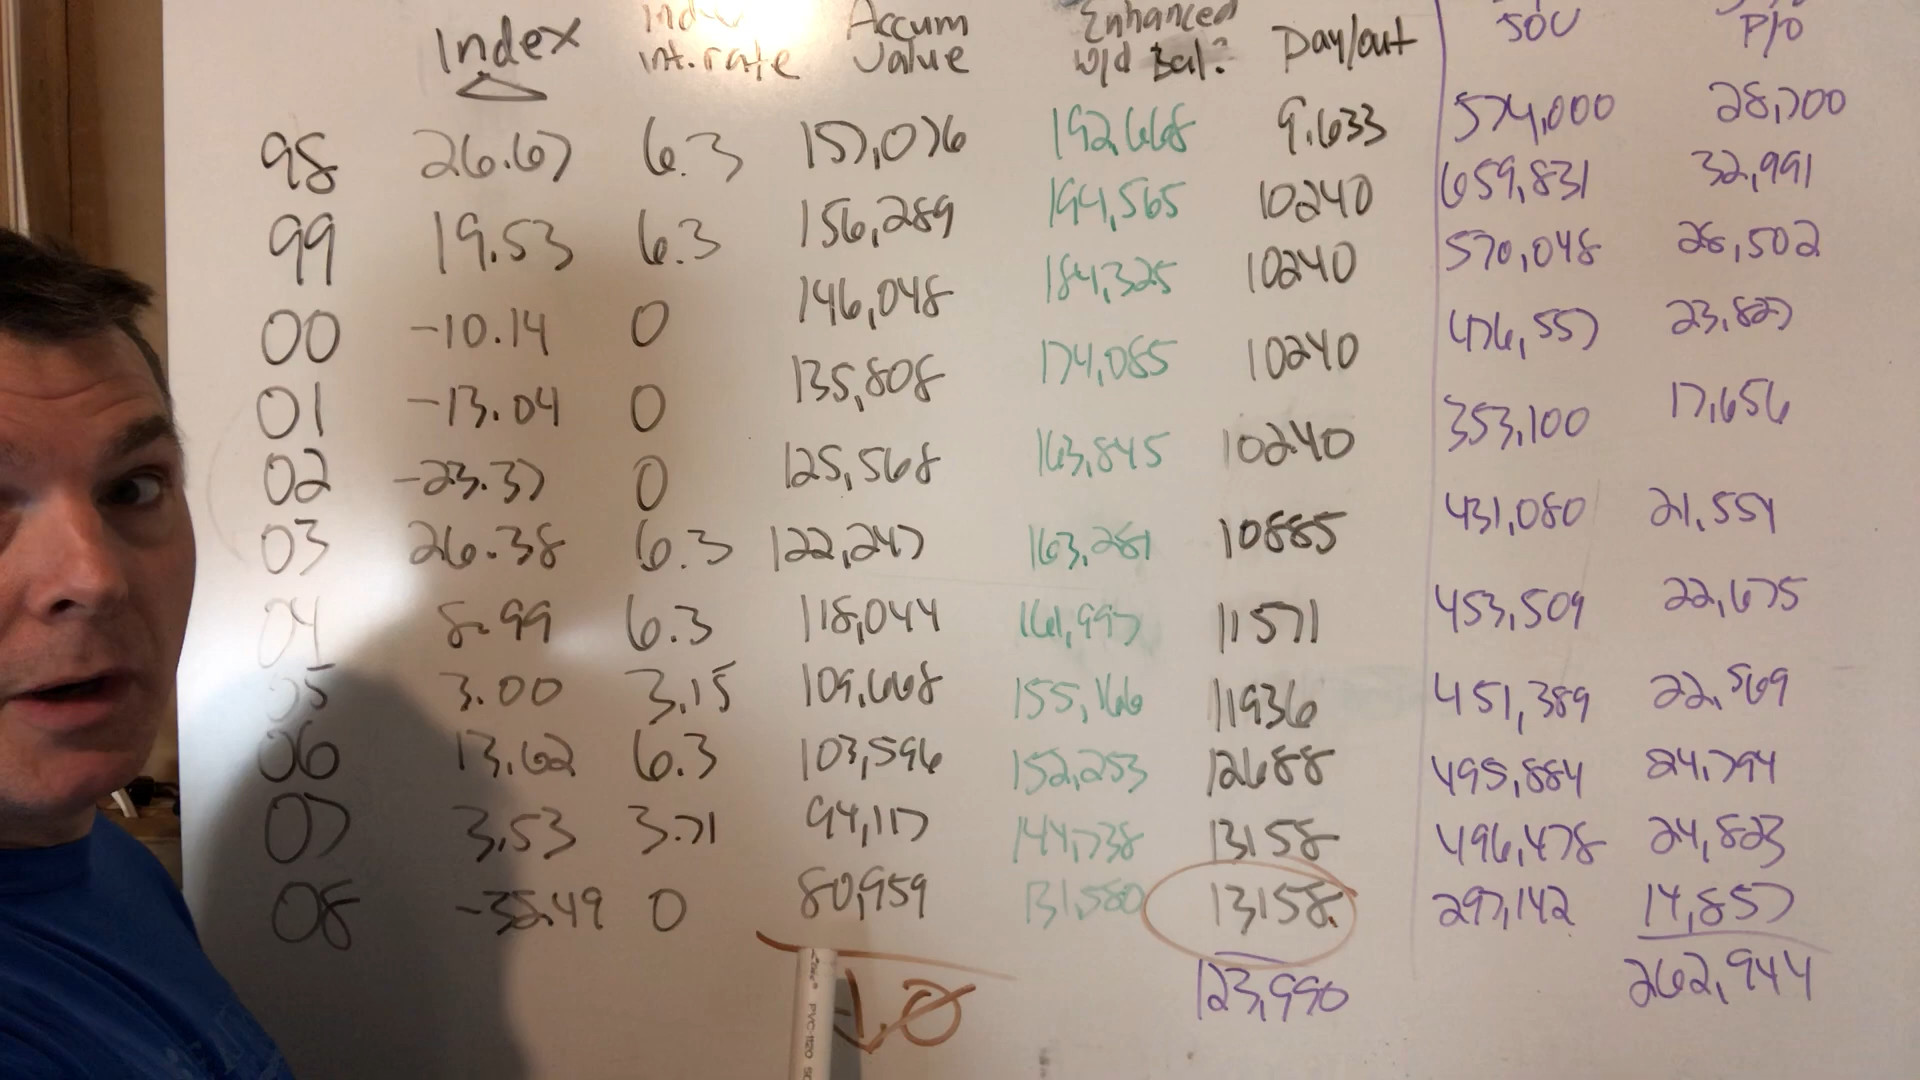 Index Int. rate Accum Value Enhanced w/d Bal? Pay/out P/O
98 26.67 6.3 157,076 192,668 9,633 574,000 28,700
99 19.53 6.3 156,289 194,565 10240 659,831 32,991
00 -10.14 0 146,048 184,325 10240 570,048 28,502
01 -13.04 0 135,808 174,085 10240 476,557 23,827
02 -23.37 0 125,568 163,845 10240 353,100 17,656
03 26.38 6.3 122,247 163,281 10885 431,080 21,554
04 8.99 6.3 118,044 161,997 11571 453,509 22,675
05 3.00 3.15 109,668 155,166 11936 451,389 22,569
06 13.62 6.3 103,596 152,253 12688 495,884 24,794
07 3.53 3.71 94,117 144,738 13158 496,478 24,823
08 0 80,959 131,580 13158 297,142 14,857
123,990 262,944
PVC-1120